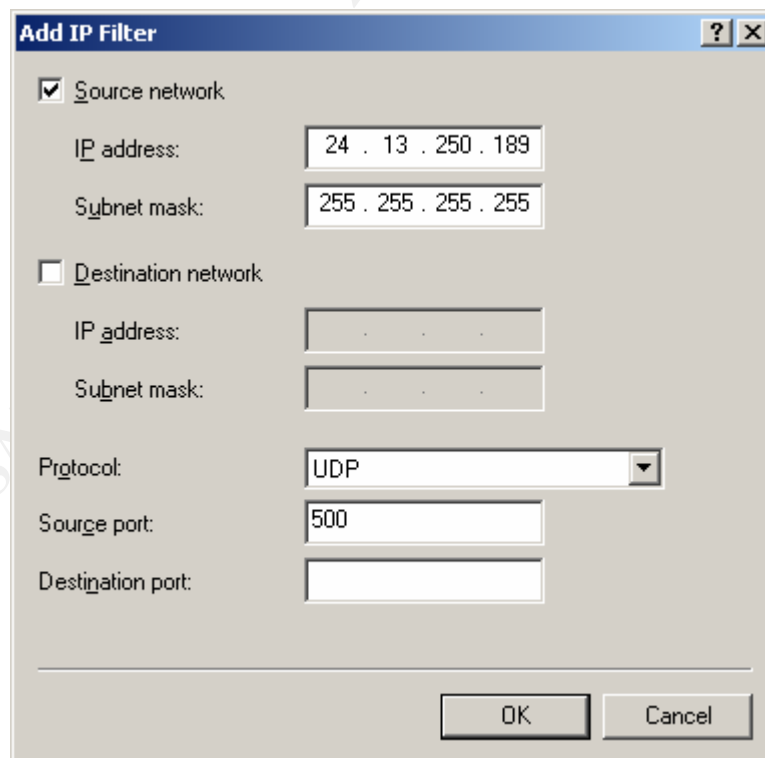 Add IP Filter
Source network
IP address: 24 . 13 . 250 . 189
Subnet mask: 255 . 255 . 255 . 255
Destination network
IP address: . . .
Subnet mask: . . .
Protocol: UDP
Source port: 500
Destination port:
OK Cancel